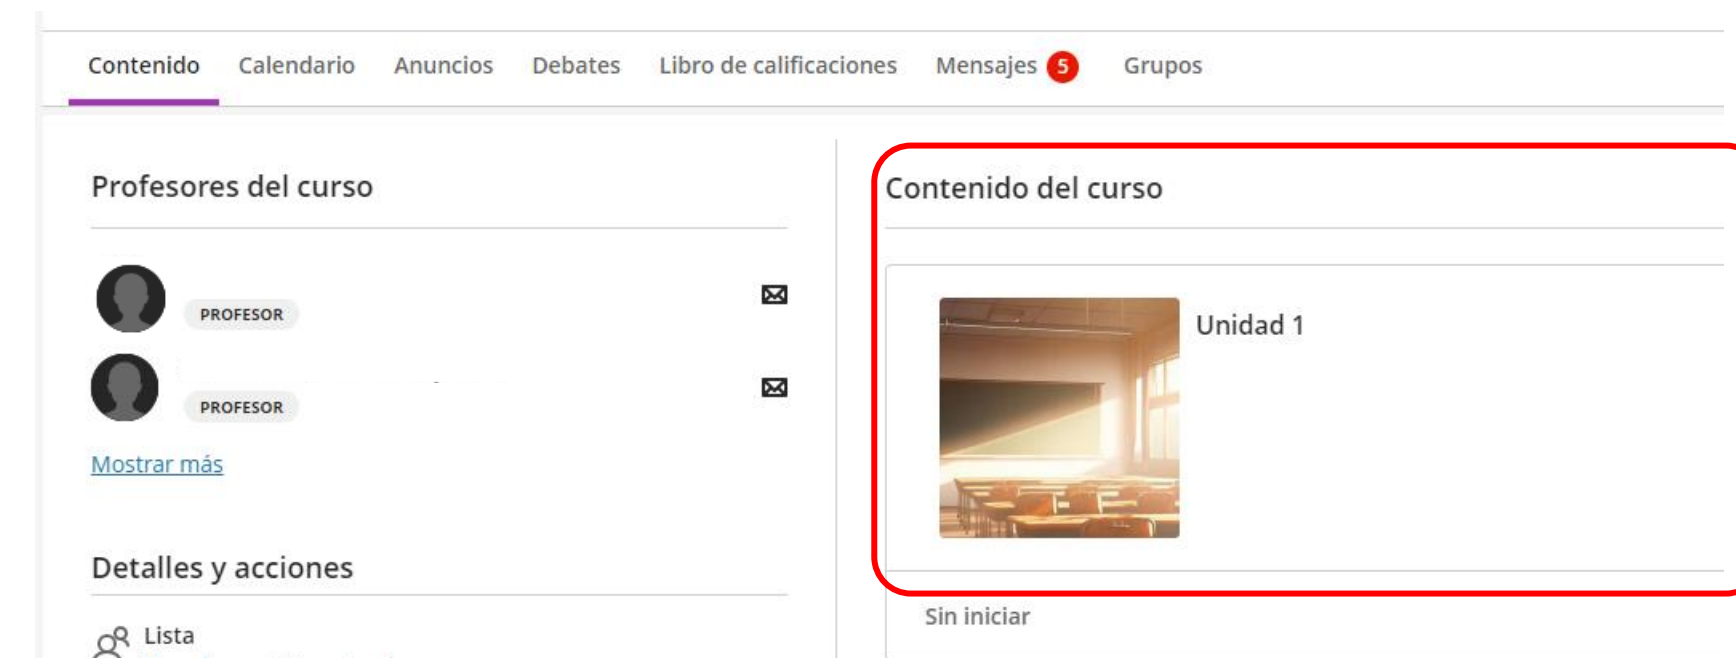 Contenido Calendario Anuncios Debates Libro de calificaciones Mensajes 5 Grupos
Profesores del curso
PROFESOR
PROFESOR
Mostrar más
Detalles y acciones
Lista
Contenido del curso
Unidad 1
Sin iniciar